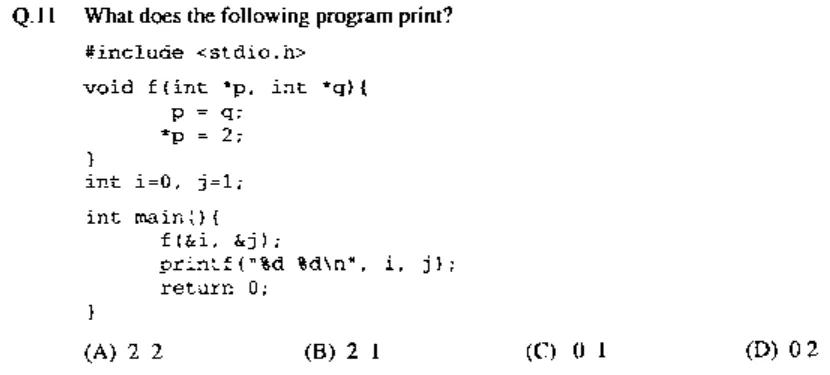 Q.11 What does the following program print?
#include <stdio.h>
void f(int *p, int *q){
p = q;
*p = 2;
}
int i=0, j=1;
int main(){
f(&i, &j);
printf("%d %d\n", i, j);
return 0;
}
(A) 2 2 (B) 2 1 (C) 0 1 (D) 0 2